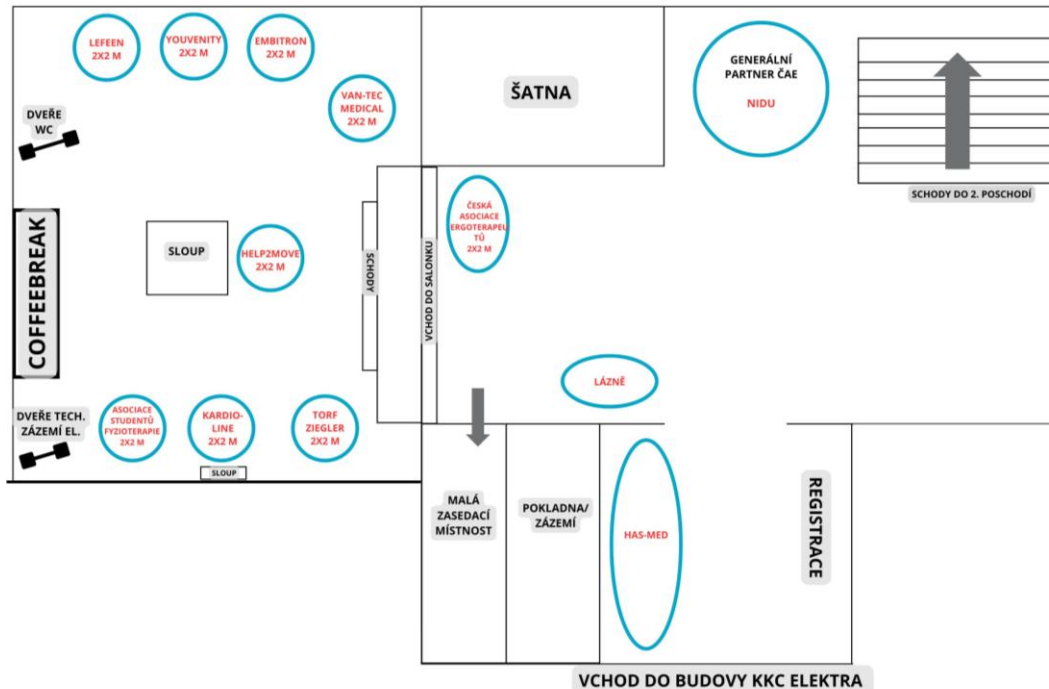 LEFEEN
2X2 M
YOUVENITY
2X2 M
EMBITRON
2X2 M
VAN-TEC
MEDICAL
2X2 M
DVEŘE
WC
ŠATNA
GENERÁLNÍ
PARTNER ČAE
NIDU
SCHODY DO 2. POSCHODÍ
COFFEEBREAK
SLOUP
HELP2MOVE
2X2 M
SCHODY
VCHOD DO SALONKU
ČESKÁ
ASOCIACE
ERGOTERAPEU
TŮ
2X2 M
LÁZNĚ
DVEŘE TECH.
ZÁZEMÍ EL.
ASOCIACE
STUDENTŮ
FYZIOTERAPIE
2X2 M
KARDIO-
LINE
2X2 M
TORF
ZIEGLER
2X2 M
SLOUP
MALÁ
ZASEDACÍ
MÍSTNOST
POKLADNA/
ZÁZEMÍ
HAS-MED
REGISTRACE
VCHOD DO BUDOVY KKC ELEKTRA